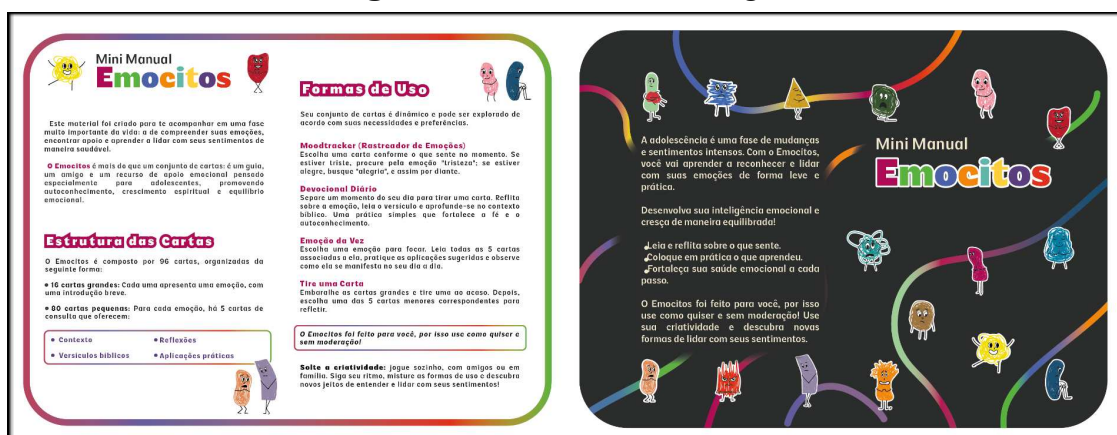 Mini Manual
Emocitos
Este material foi criado para te acompanhar em uma fase
muito importante da vida: a de compreender suas emoções,
encontrar apoio e aprender a lidar com seus sentimentos de
maneira saudável.
O Emocitos é mais do que um conjunto de cartas: é um guia,
um amigo e um recurso de apoio emocional pensado
especialmente para adolescentes, promovendo
autoconhecimento, crescimento espiritual e equilíbrio
emocional.
Estrutura das Cartas
O Emocitos é composto por 96 cartas, organizadas da
seguinte forma:
• 16 cartas grandes: Cada uma apresenta uma emoção, com
uma introdução breve.
• 80 cartas pequenas: Para cada emoção, há 5 cartas de
consulta que oferecem:
• Contexto
• Reflexões
• Versículos bíblicos
• Aplicações práticas
Formas de Uso
Seu conjunto de cartas é dinâmico e pode ser explorado de
acordo com suas necessidades e preferências.
Moodtracker (Rastreador de Emoções)
Escolha uma carta conforme o que sente no momento. Se
estiver triste, procure pela emoção "tristeza"; se estiver
alegre, busque "alegria", e assim por diante.
Devocional Diário
Separe um momento do seu dia para tirar uma carta. Reflita
sobre a emoção, leia o versículo e aprofunde-se no contexto
bíblico. Uma prática simples que fortalece a fé e o
autoconhecimento.
Emoção da Vez
Escolha uma emoção para focar. Leia todas as 5 cartas
associadas a ela, pratique as aplicações sugeridas e observe
como ela se manifesta no seu dia a dia.
Tire uma Carta
Embaralhe as cartas grandes e tire uma ao acaso. Depois,
escolha uma das 5 cartas menores correspondentes para
refletir.
O Emocitos foi feito para você, por isso use como quiser e
sem moderação!
Solte a criatividade: jogue sozinho, com amigos ou em
família. Siga seu ritmo, misture as formas de uso e descubra
novos jeitos de entender e lidar com seus sentimentos!
A adolescência é uma fase de mudanças
e sentimentos intensos. Com o Emocitos,
você vai aprender a reconhecer e lidar
com suas emoções de forma leve e
prática.
Desenvolva sua inteligência emocional e
cresça de maneira equilibrada!
Leia e reflita sobre o que sente.
Coloque em prática o que aprendeu.
Fortaleça sua saúde emocional a cada
passo.
O Emocitos foi feito para você, por isso
use como quiser e sem moderação! Use
sua criatividade e descubra novas
formas de lidar com seus sentimentos.
Mini Manual
Emocitos